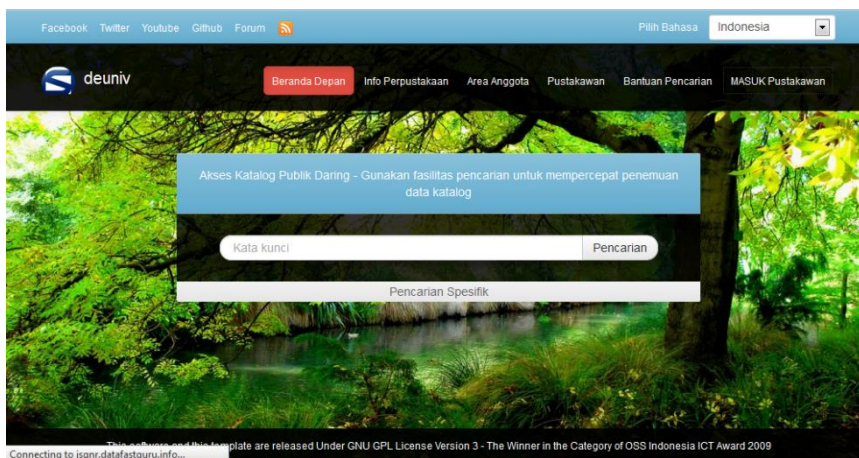 Facebook Twitter Youtube Github Forum Pilih Bahasa Indonesia
deuniv Beranda Depan Info Perpustakaan Area Anggota Pustakawan Bantuan Pencarian MASUK Pustakawan
Akses Katalog Publik Daring - Gunakan fasilitas pencarian untuk mempercepat penemuan
data katalog
Kata kunci Pencarian
Pencarian Spesifik
This software and this template are released Under GNU GPL License Version 3 - The Winner in the Category of OSS Indonesia ICT Award 2009
Connecting to jsgnr.datafastguru.info...